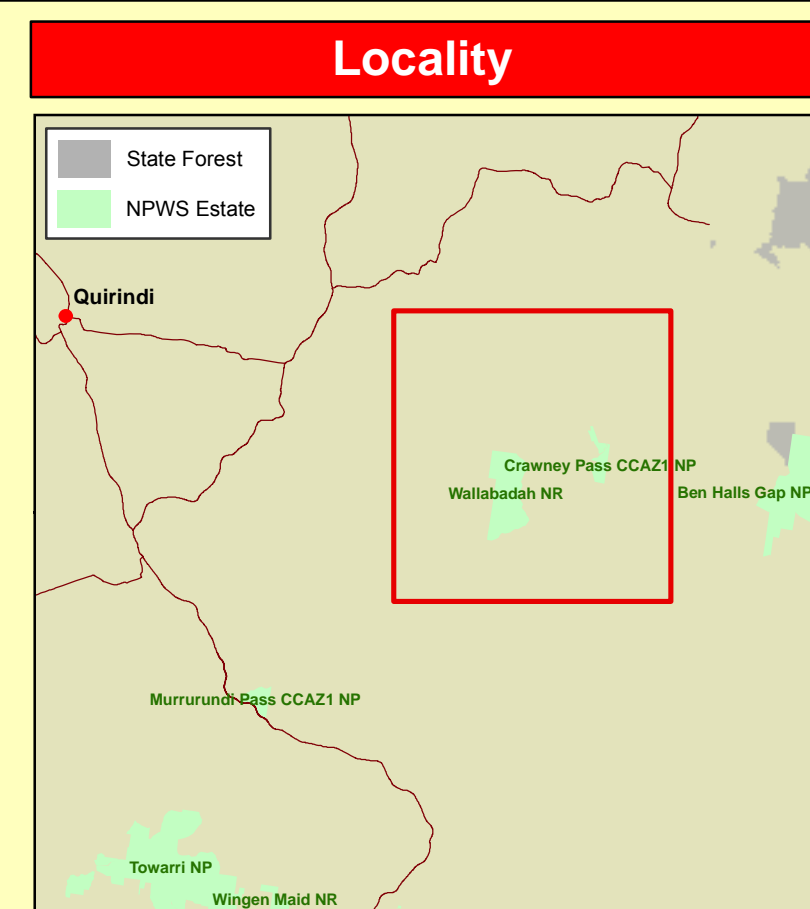 Locality
State Forest
NPWS Estate
Quirindi
Crawney Pass CCAZ1 NP
Wallabadah NR
Ben Halls Gap NP
Murrurundi Pass CCAZ1 NP
Towarri NP
Wingen Maid NR